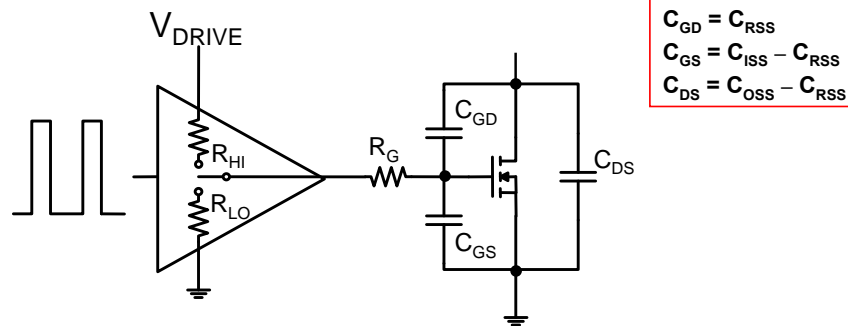 V_DRIVE
C_GD = C_RSS
C_GS = C_ISS – C_RSS
C_DS = C_OSS – C_RSS
R_HI
R_LO
R_G
C_GD
C_GS
C_DS